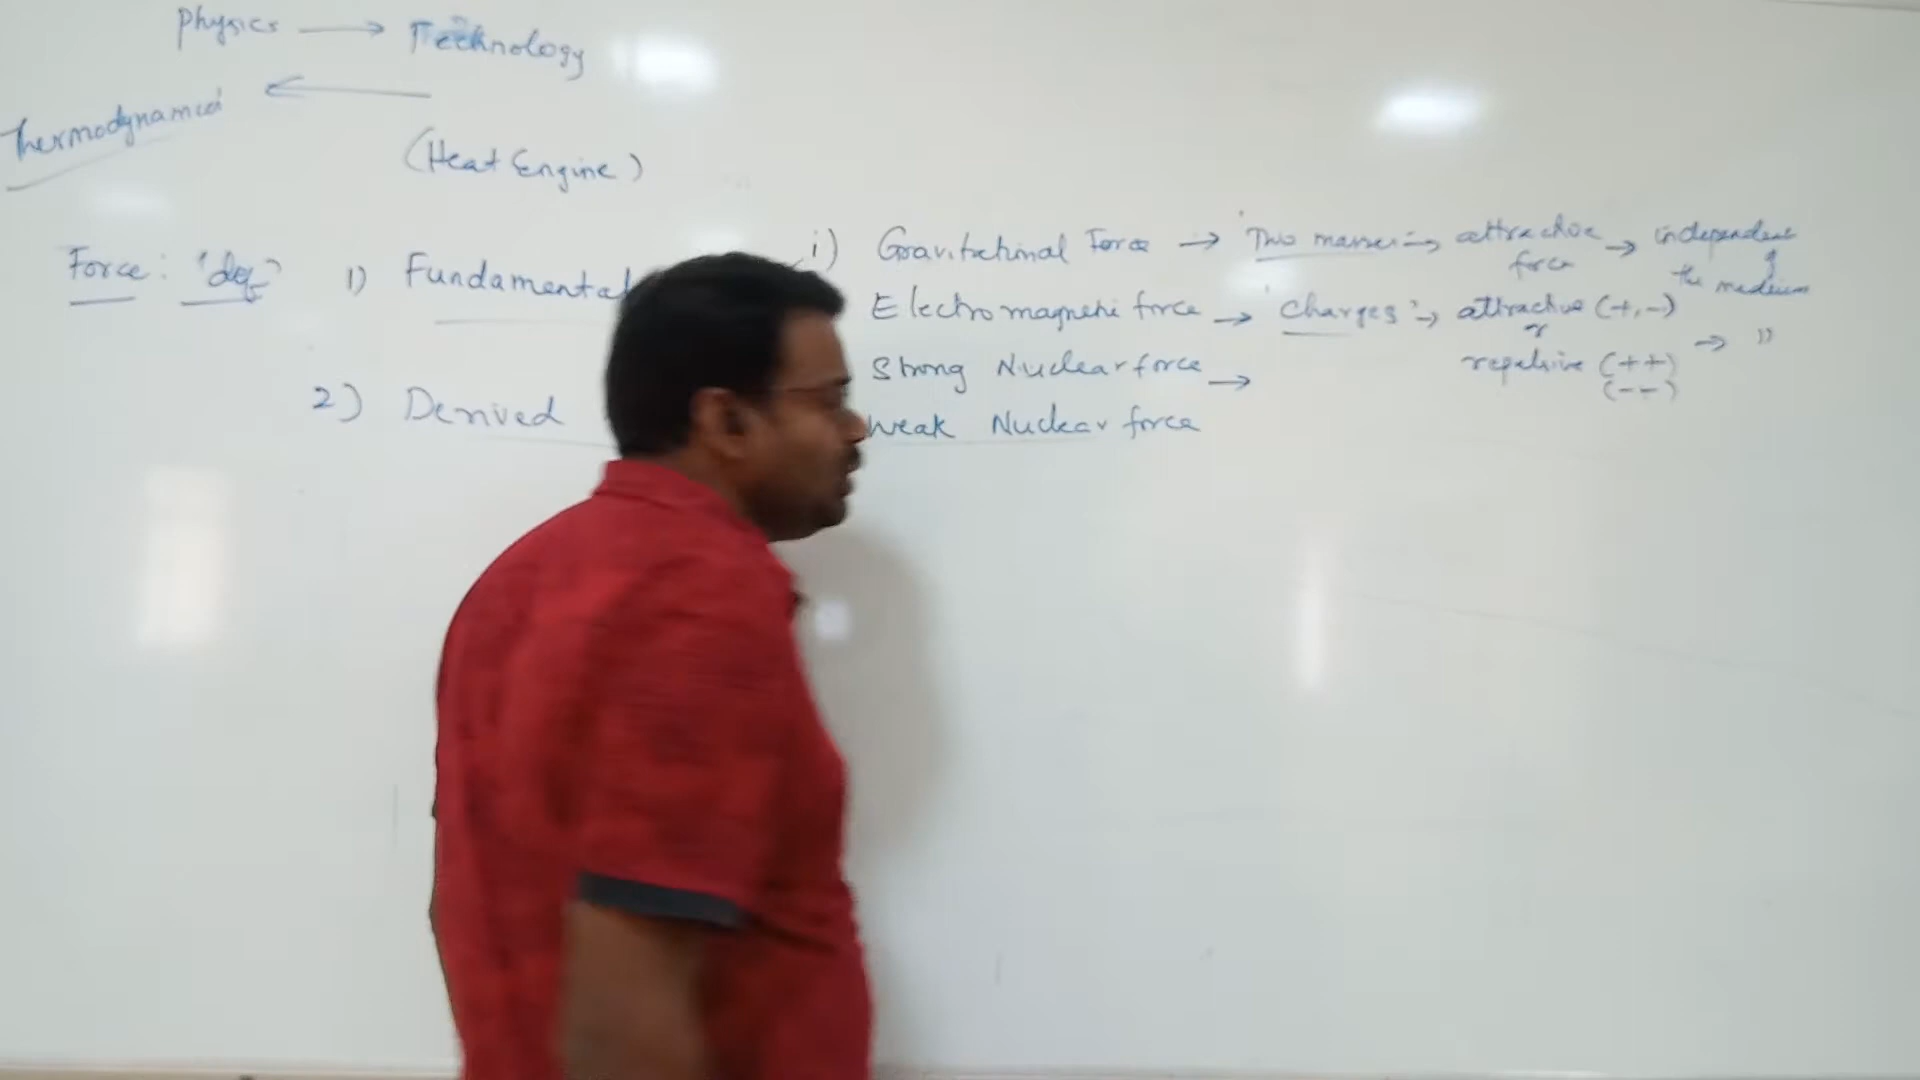 Physics → Technology
←
Thermodynamics
(Heat Engine)
Force : "def"
1) Fundamental
2) Derived
i) Gravitational Force → Two masses → attractive force → independent of the medium
Electromagnetic force → 'charges' → attractive (+,-)
or
repulsive (++) → "
(--)
Strong Nuclear force →
Weak Nuclear force